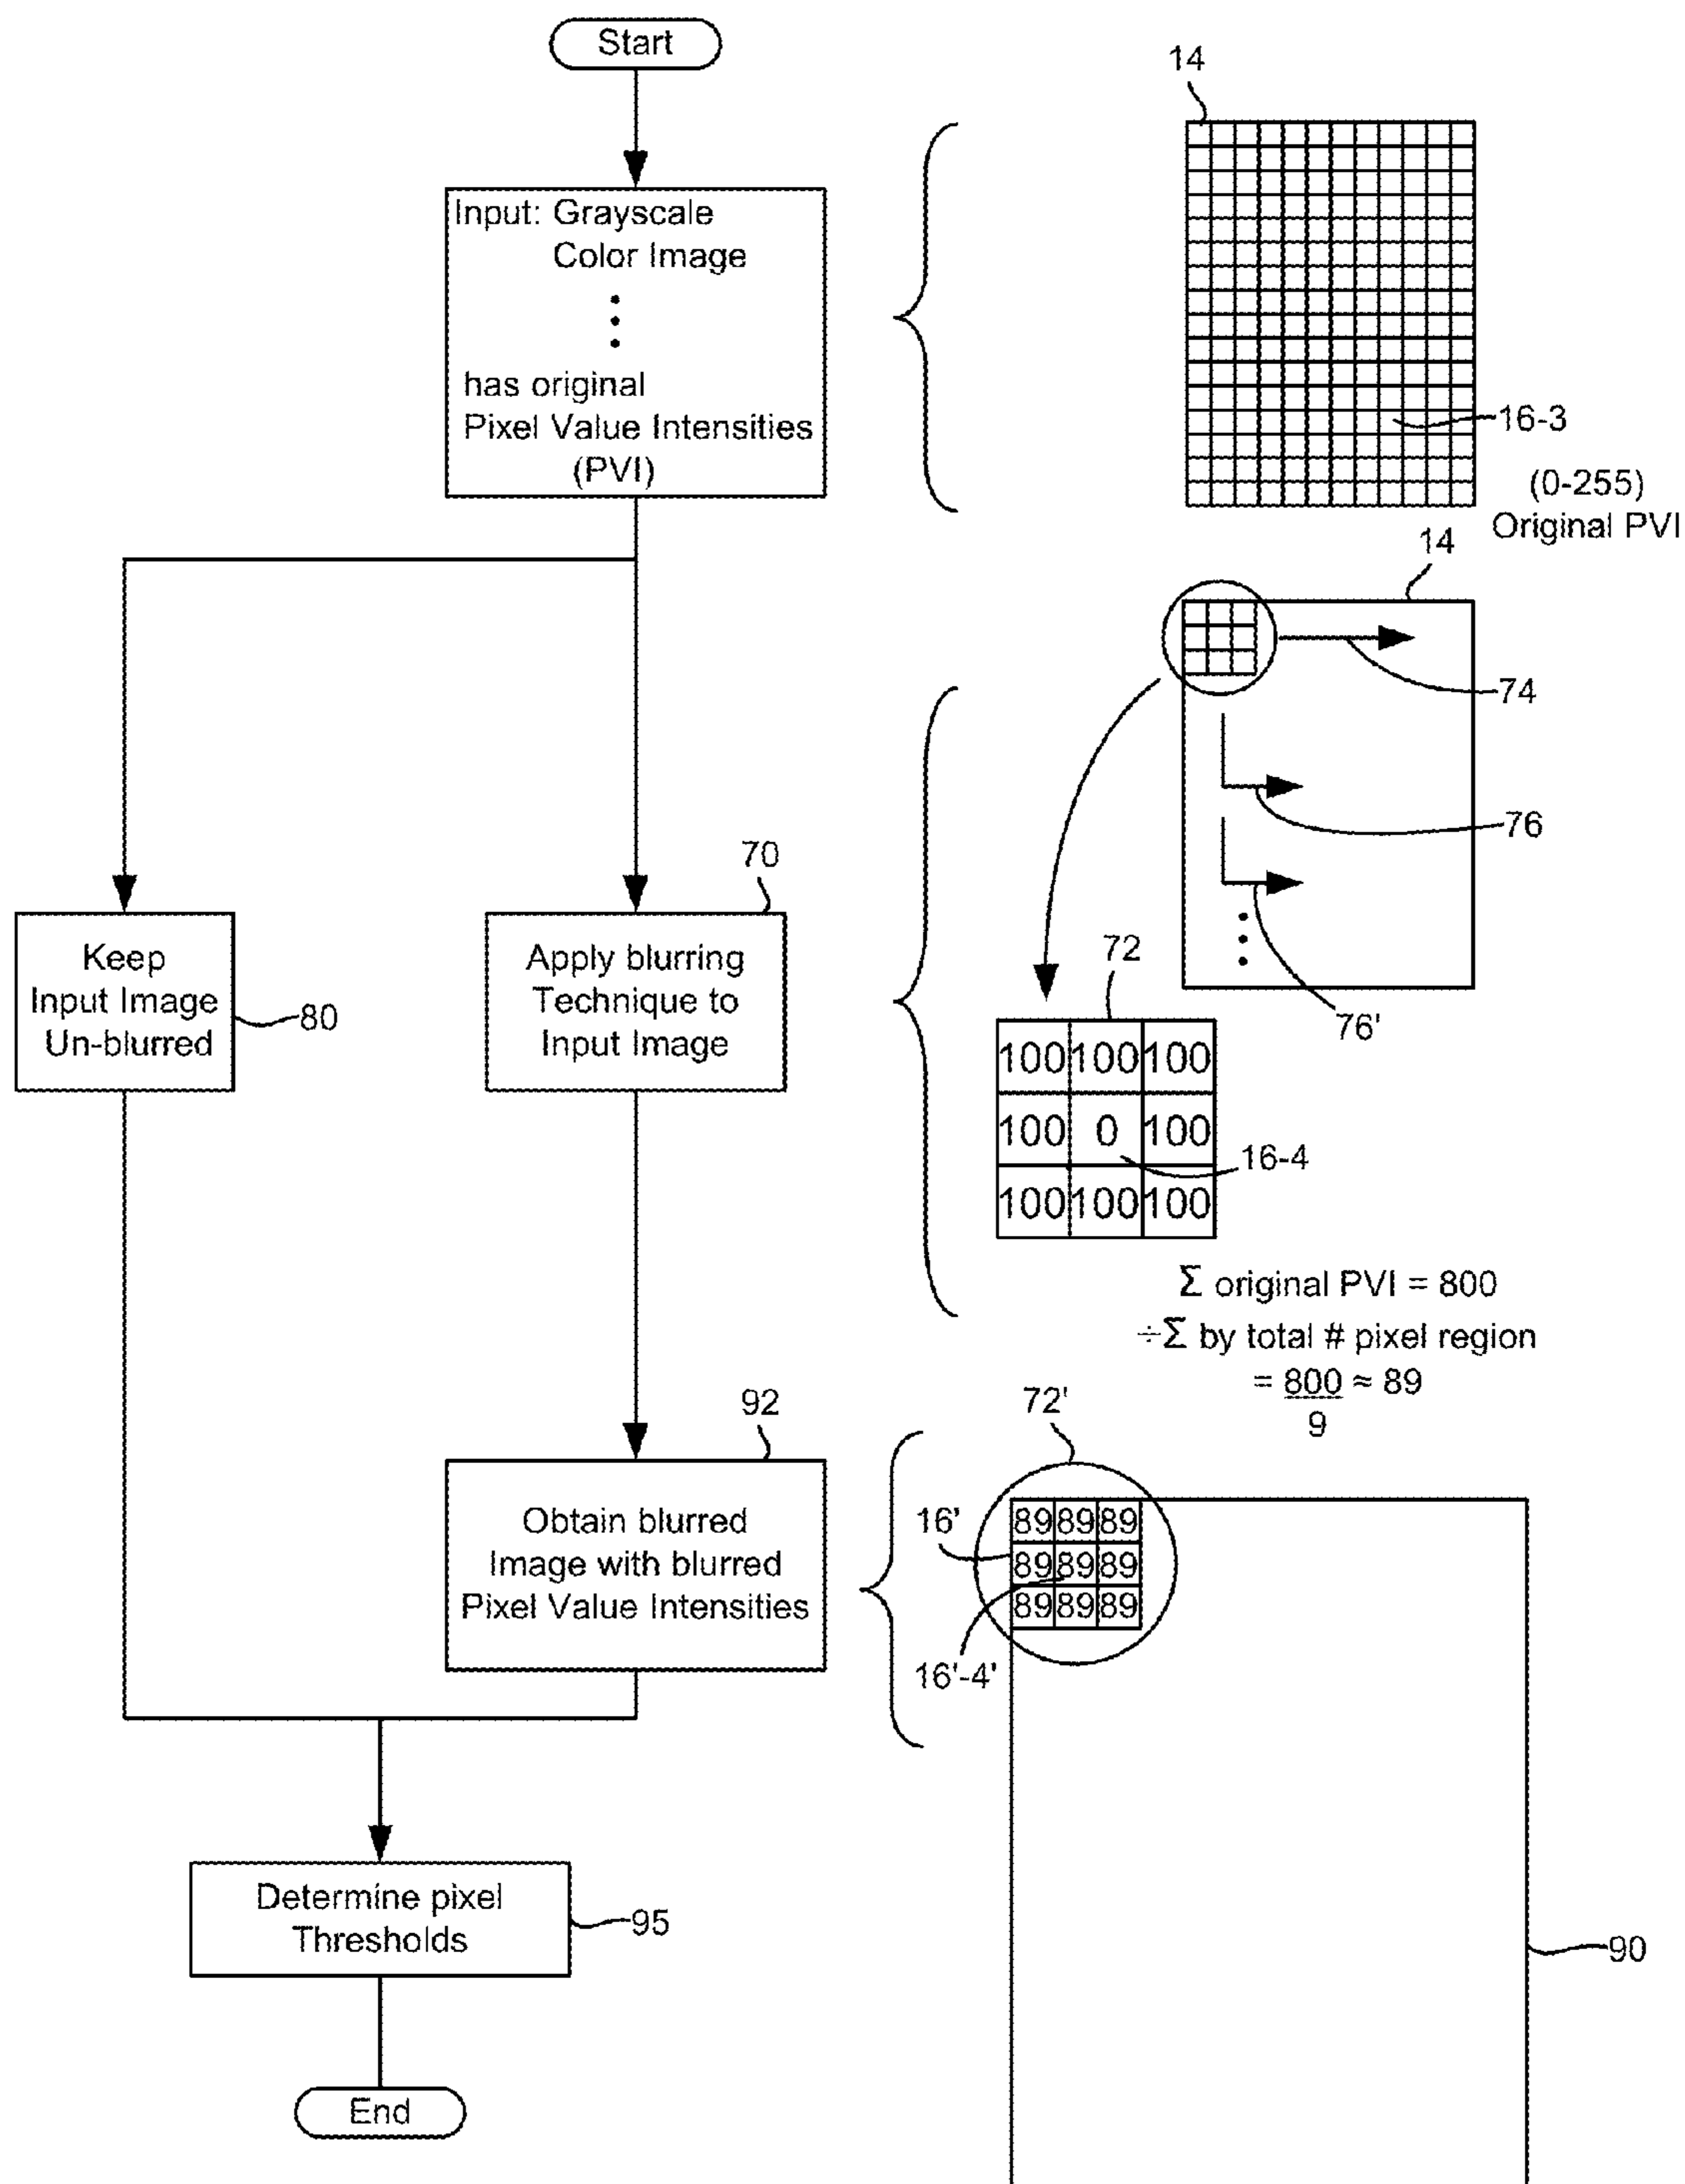 Start
Input: Grayscale
Color Image
has original
Pixel Value Intensities
(PVI)
14
16-3
(0-255)
Original PVI
14
74
76
76'
Keep
Input Image
Un-blurred
80
70
Apply blurring
Technique to
Input Image
72
100 100 100
100 0 100
100 100 100
16-4
Σ original PVI = 800
÷Σ by total # pixel region
= 800 ≈ 89
9
92
Obtain blurred
Image with blurred
Pixel Value Intensities
72'
16'
89 89 89
89 89 89
89 89 89
16'-4'
90
Determine pixel
Thresholds
95
End